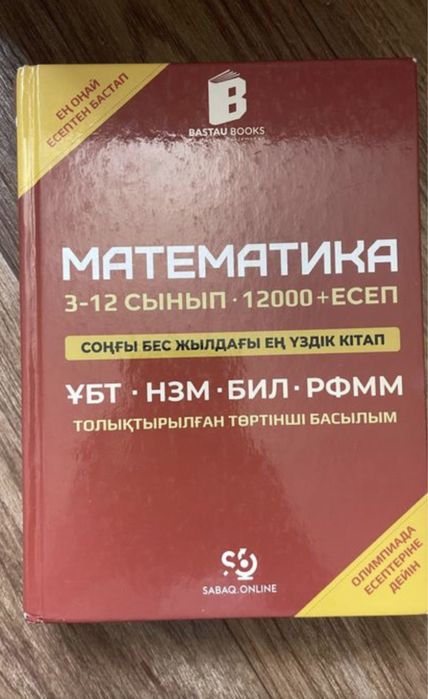 ЕҢ ОҢАЙ
ЕСЕПТЕН БАСТАП
BASTAU BOOKS
МАТЕМАТИКА
3-12 СЫНЫП · 12000+ЕСЕП
СОҢҒЫ БЕС ЖЫЛДАҒЫ ЕҢ ҮЗДІК КІТАП
ҰБТ · НЗМ · БИЛ · РФММ
ТОЛЫҚТЫРЫЛҒАН ТӨРТІНШІ БАСЫЛЫМ
SABAQ.ONLINE
ОЛИМПИАДА
ЕСЕПТЕРІНЕ
ДЕЙІН